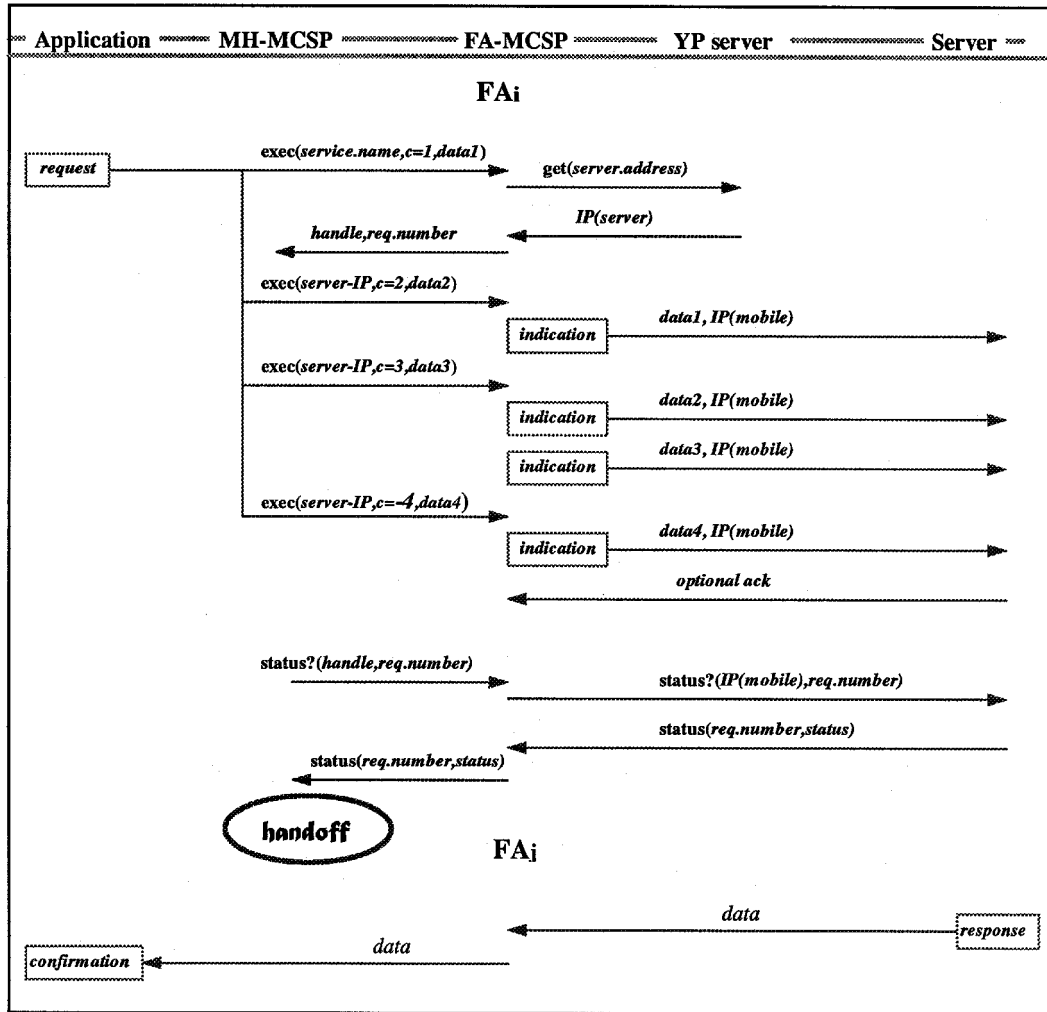 Application MH-MCSP FA-MCSP YP server Server
FAi
exec(service.name,c=1,data1)
request
get(server.address)
IP(server)
handle,req.number
exec(server-IP,c=2,data2)
data1, IP(mobile)
indication
exec(server-IP,c=3,data3)
data2, IP(mobile)
indication
data3, IP(mobile)
indication
exec(server-IP,c=-4,data4)
data4, IP(mobile)
indication
optional ack
status?(handle,req.number)
status?(IP(mobile),req.number)
status(req.number,status)
status(req.number,status)
handoff
FAj
data
response
data
confirmation